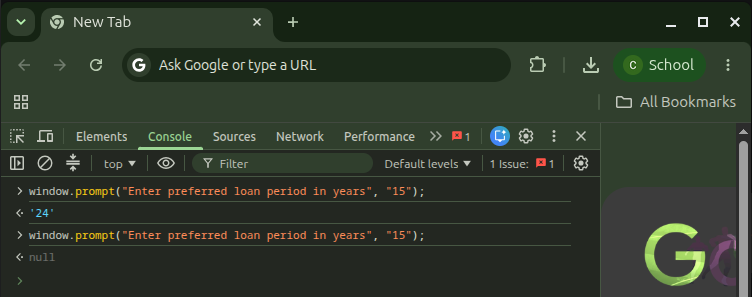 New Tab
Ask Google or type a URL
C School
All Bookmarks
Elements Console Sources Network Performance 1
top Filter Default levels 1 Issue: 1
window.prompt("Enter preferred loan period in years", "15");
'24'
window.prompt("Enter preferred loan period in years", "15");
null
Go